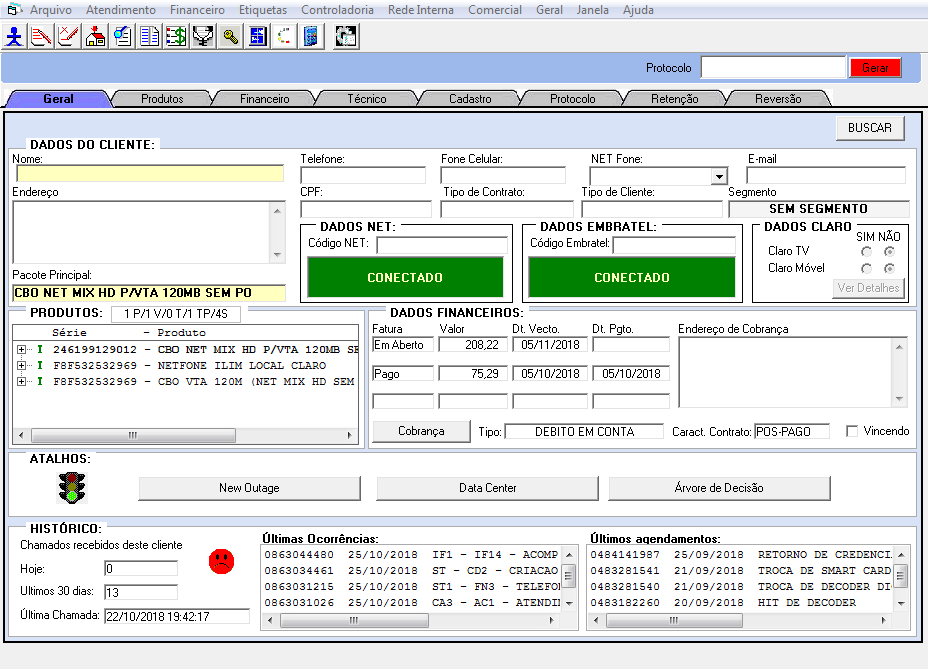 Arquivo Atendimento Financeiro Etiquetas Controladoria Rede Interna Comercial Geral Janela Ajuda
Protocolo Gerar
Geral Produtos Financeiro Técnico Cadastro Protocolo Retenção Reversão
BUSCAR
DADOS DO CLIENTE:
Nome: Telefone: Fone Celular: NET Fone: E-mail
Endereço CPF: Tipo de Contrato: Tipo de Cliente: Segmento
SEM SEGMENTO
DADOS NET: DADOS EMBRATEL: DADOS CLARO
Código NET: Código Embratel: SIM NÃO
Claro TV
CONECTADO CONECTADO
Claro Móvel
Pacote Principal: Ver Detalhes
CBO NET MIX HD P/VTA 120MB SEM PO
PRODUTOS: 1 P/1 V/0 T/1 TP/4S DADOS FINANCEIROS:
Série - Produto Fatura Valor Dt. Vecto. Dt. Pgto. Endereço de Cobrança
I 246199129012 - CBO NET MIX HD P/VTA 120MB SE Em Aberto 208,22 05/11/2018
I F8F532532969 - NETFONE ILIM LOCAL CLARO
I F8F532532969 - CBO VTA 120M (NET MIX HD SEM Pago 75,29 05/10/2018 05/10/2018
Cobrança Tipo: DEBITO EM CONTA Caract. Contrato: POS-PAGO Vincendo
ATALHOS:
New Outage Data Center Árvore de Decisão
HISTÓRICO:
Chamados recebidos deste cliente
Hoje: 0
Ultimos 30 dias: 13
Última Chamada: 22/10/2018 19:42:17
Últimas Ocorrências:
0863044480 25/10/2018 IF1 - IF14 - ACOMP
0863034461 25/10/2018 ST - CD2 - CRIACAO
0863031215 25/10/2018 ST1 - FN3 - TELEFO
0863031026 25/10/2018 CA3 - AC1 - ATENDI
Últimos agendamentos:
0484141987 25/09/2018 RETORNO DE CREDENCI
0483281541 21/09/2018 TROCA DE SMART CARD
0483281540 21/09/2018 TROCA DE DECODER DI
0483182260 20/09/2018 HIT DE DECODER